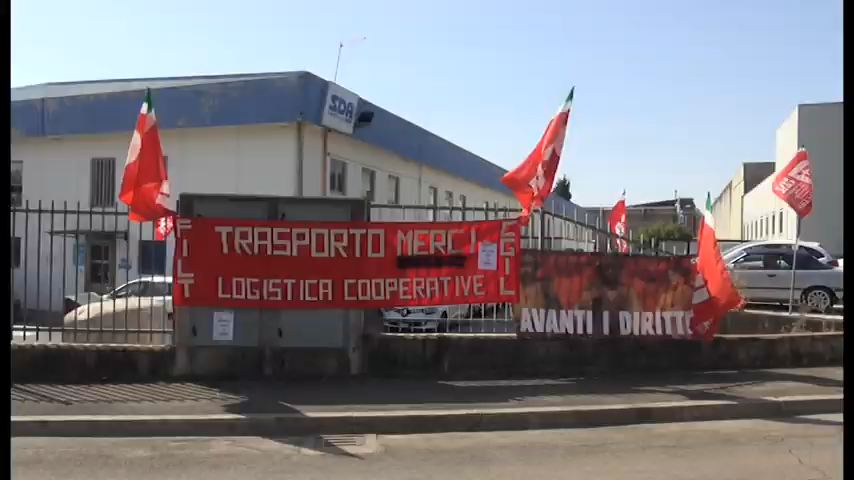 SDA
FILT
TRASPORTO MERCI
LOGISTICA COOPERATIVE
CGIL
AVANTI I DIRITTI